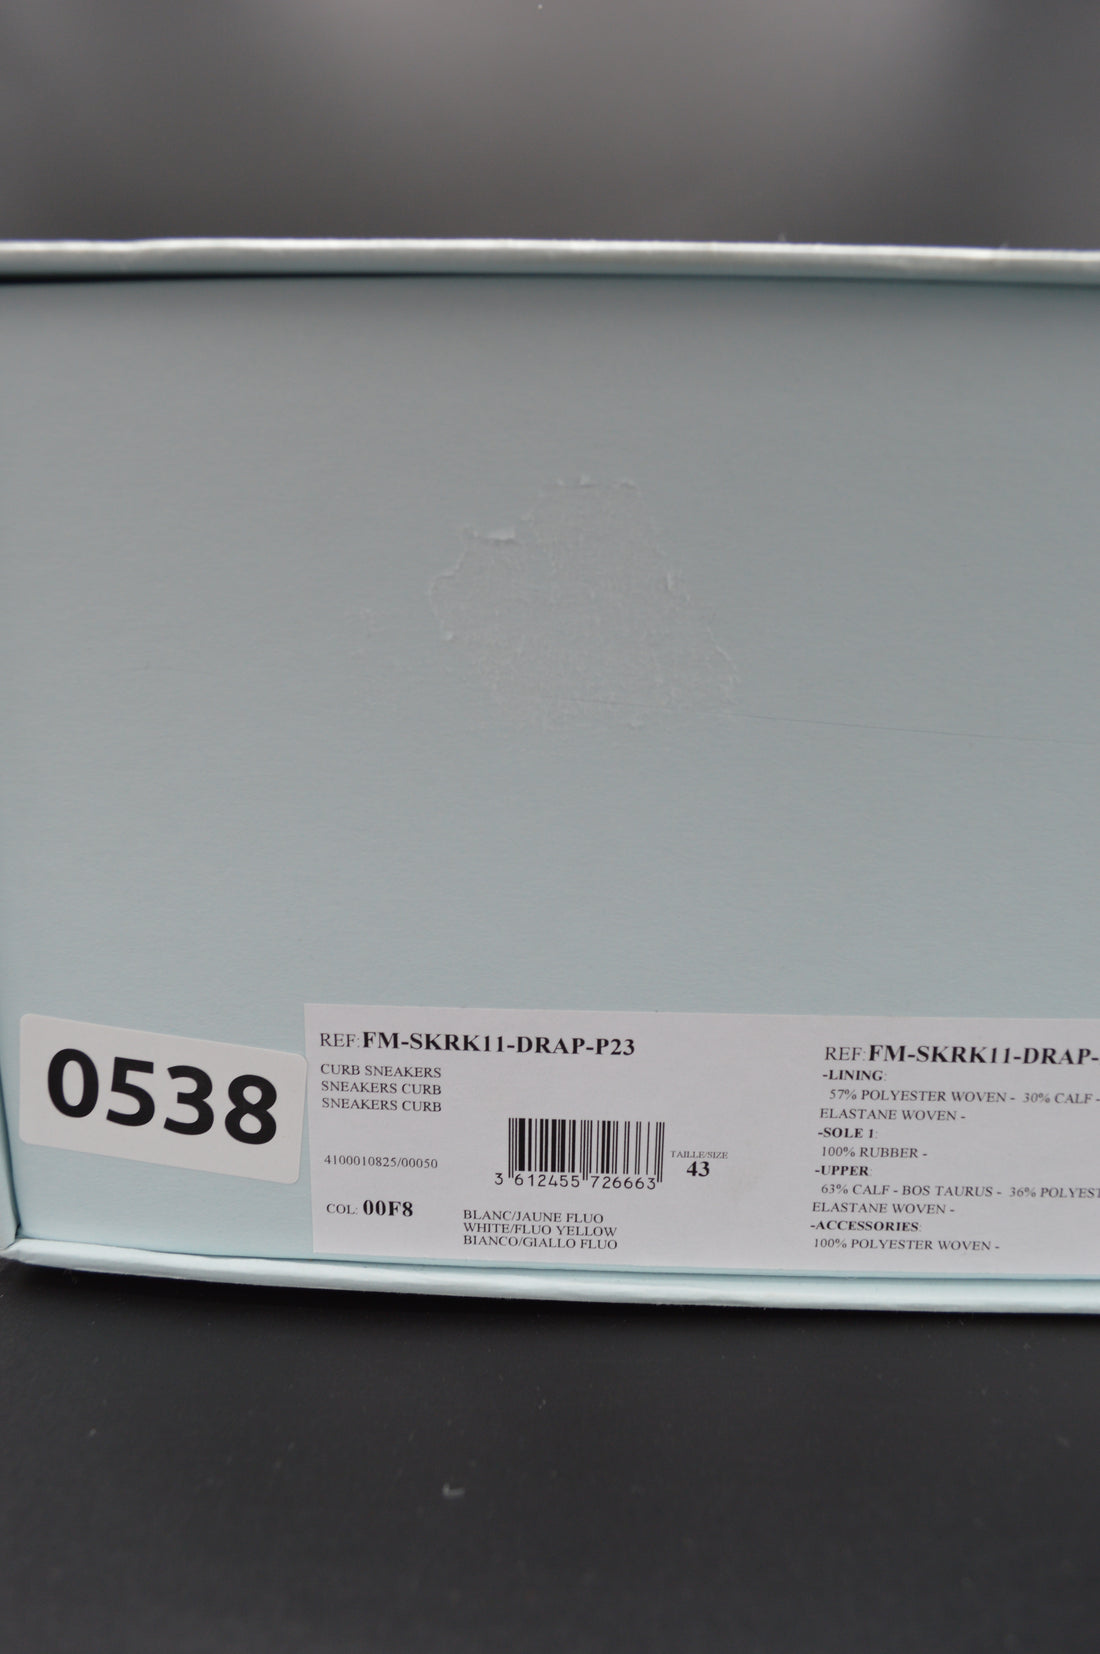 0538
REF:FM-SKRK11-DRAP-P23
CURB SNEAKERS
SNEAKERS CURB
SNEAKERS CURB
4100010825/00050
3 612455 726663
TAILLE/SIZE
43
COL: 00F8
BLANC/JAUNE FLUO
WHITE/FLUO YELLOW
BIANCO/GIALLO FLUO
REF:FM-SKRK11-DRAP-
-LINING:
57% POLYESTER WOVEN - 30% CALF -
ELASTANE WOVEN -
-SOLE 1:
100% RUBBER -
-UPPER
63% CALF - BOS TAURUS - 36% POLYEST
ELASTANE WOVEN -
-ACCESSORIES:
100% POLYESTER WOVEN -